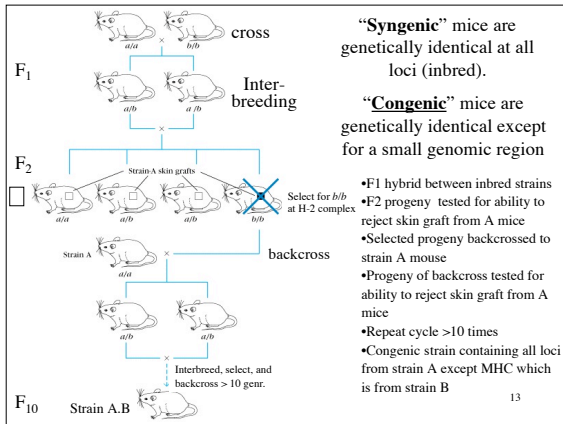 cross
a/a
b/b
F1
Inter-
breeding
a/b
a /b
F2
Strain-A skin grafts
a/a
a/b
a/b
b/b
Select for b/b
at H-2 complex
Strain A
a/a
backcross
a/b
a/b
Interbreed, select, and
backcross > 10 genr.
F10
Strain A.B
“Syngenic” mice are
genetically identical at all
loci (inbred).
“Congenic” mice are
genetically identical except
for a small genomic region
•F1 hybrid between inbred strains
•F2 progeny tested for ability to
reject skin graft from A mice
•Selected progeny backcrossed to
strain A mouse
•Progeny of backcross tested for
ability to reject skin graft from A
mice
•Repeat cycle >10 times
•Congenic strain containing all loci
from strain A except MHC which
is from strain B
13